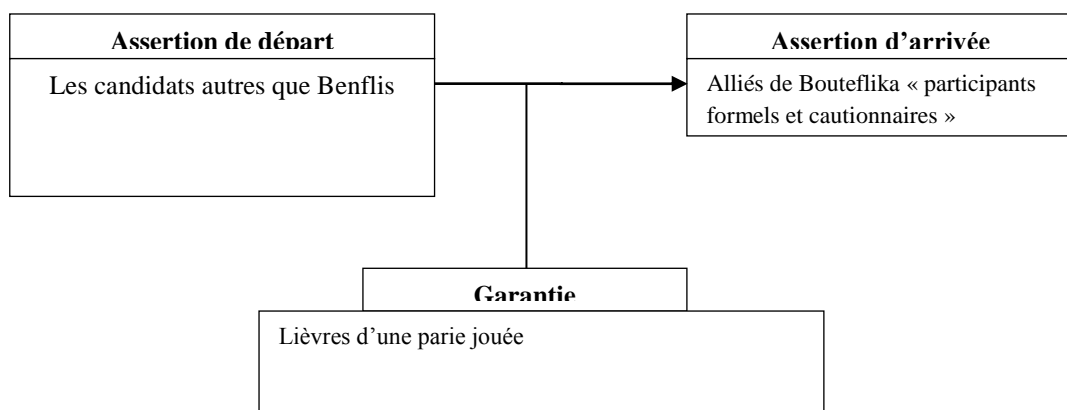 Assertion de départ
Les candidats autres que Benflis
Assertion d’arrivée
Alliés de Bouteflika « participants
formels et cautionnaires »
Garantie
Lièvres d’une parie jouée